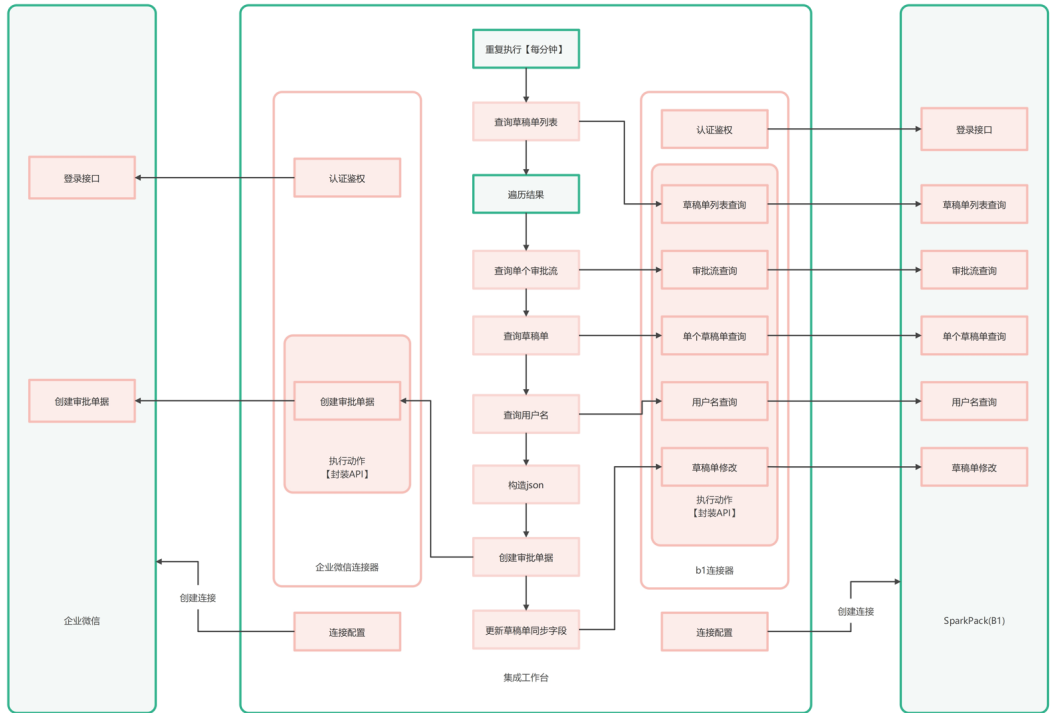 重复执行【每分钟】
查询草稿单列表
遍历结果
查询单个审批流
查询草稿单
查询用户名
构造json
创建审批单据
更新草稿单同步字段
集成工作台
登录接口
创建审批单据
企业微信
创建连接
认证鉴权
创建审批单据
执行动作
【封装API】
企业微信连接器
连接配置
认证鉴权
草稿单列表查询
审批流查询
单个草稿单查询
用户名查询
草稿单修改
执行动作
【封装API】
b1连接器
连接配置
创建连接
登录接口
草稿单列表查询
审批流查询
单个草稿单查询
用户名查询
草稿单修改
SparkPack(B1)